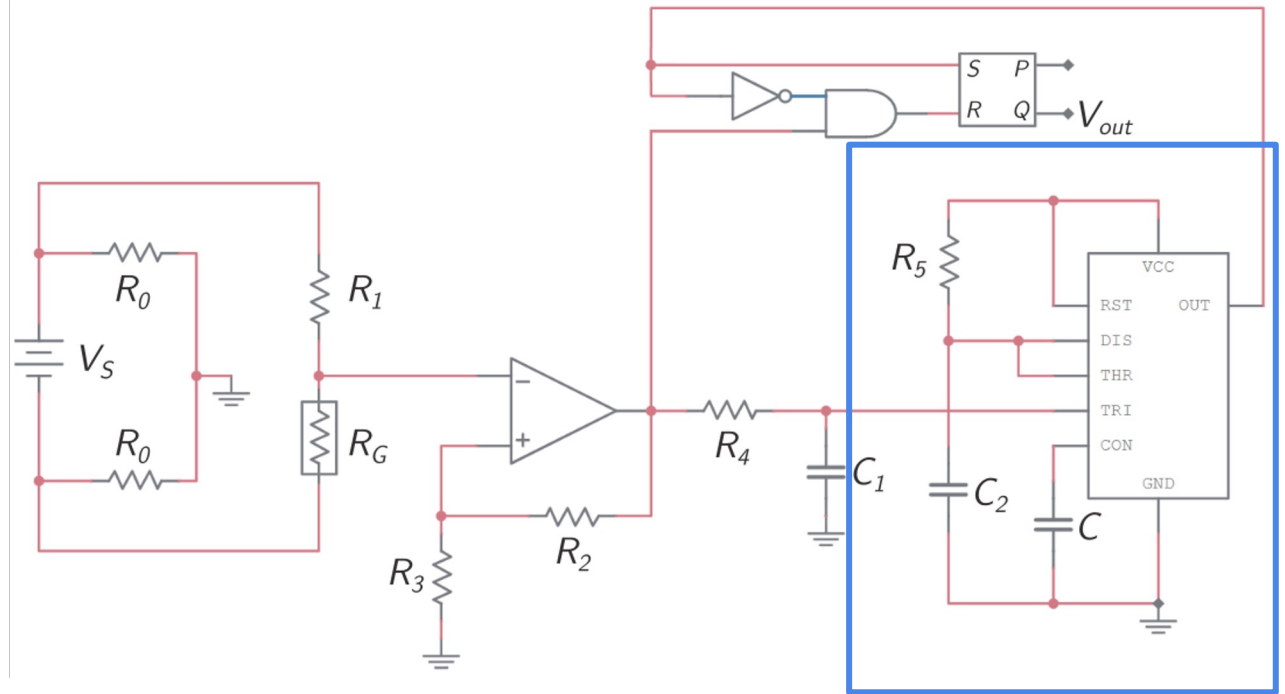 S P
R Q
V_out
R_0
R_1
V_S
R_0
R_G
−
+
R_4
C_1
R_2
R_3
R_5
VCC
RST OUT
DIS
THR
TRI
CON
GND
C_2
C